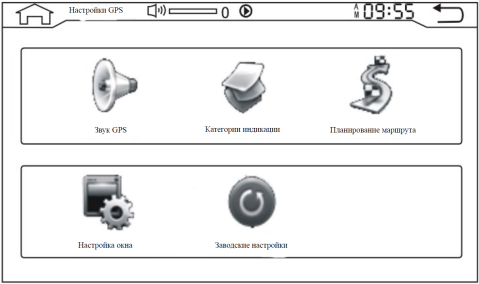 Настройки GPS
0
AM 09:55
Звук GPS
Категории индикации
Планирование маршрута
Настройка окна
Заводские настройки